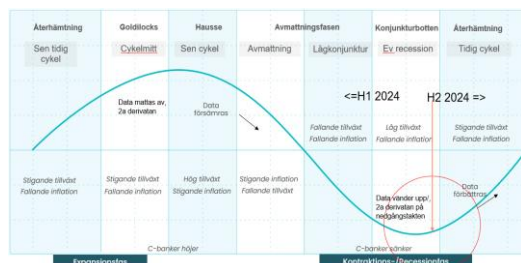 Återhämtning
Goldilocks
Hausse
Avmattningsfasen
Konjunkturbotten
Återhämtning
Sen tidig
cykel
Cykelmitt
Sen cykel
Avmattning
Lågkonjunktur
Ev recession
Tidig cykel
<=H1 2024
H2 2024 =>
Data mattas av,
2a derivatan
Data
försämras
Fallande tillväxt
Fallande inflation
Låg tillväxt
Fallande inflation
Stigande tillväxt
Fallande inflation
Stigande tillväxt
Fallande inflation
Stigande tillväxt
Fallande inflation
Hög tillväxt
Stigande inflation
Stigande inflation
Fallande tillväxt
Data vänder upp/,
2a derivatan på
nedgångstakten
Data
förbättras
C-banker höjer
C-banker sänker
Expansionsfas
Kontraktions-/Recessionfas